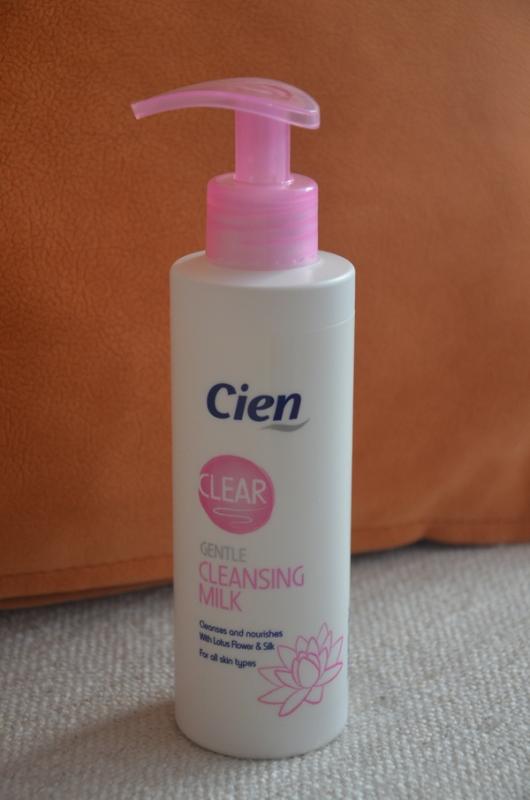 Cien
CLEAR
GENTLE
CLEANSING
MILK
Cleanses and nourishes
With Lotus Flower & Silk
For all skin types